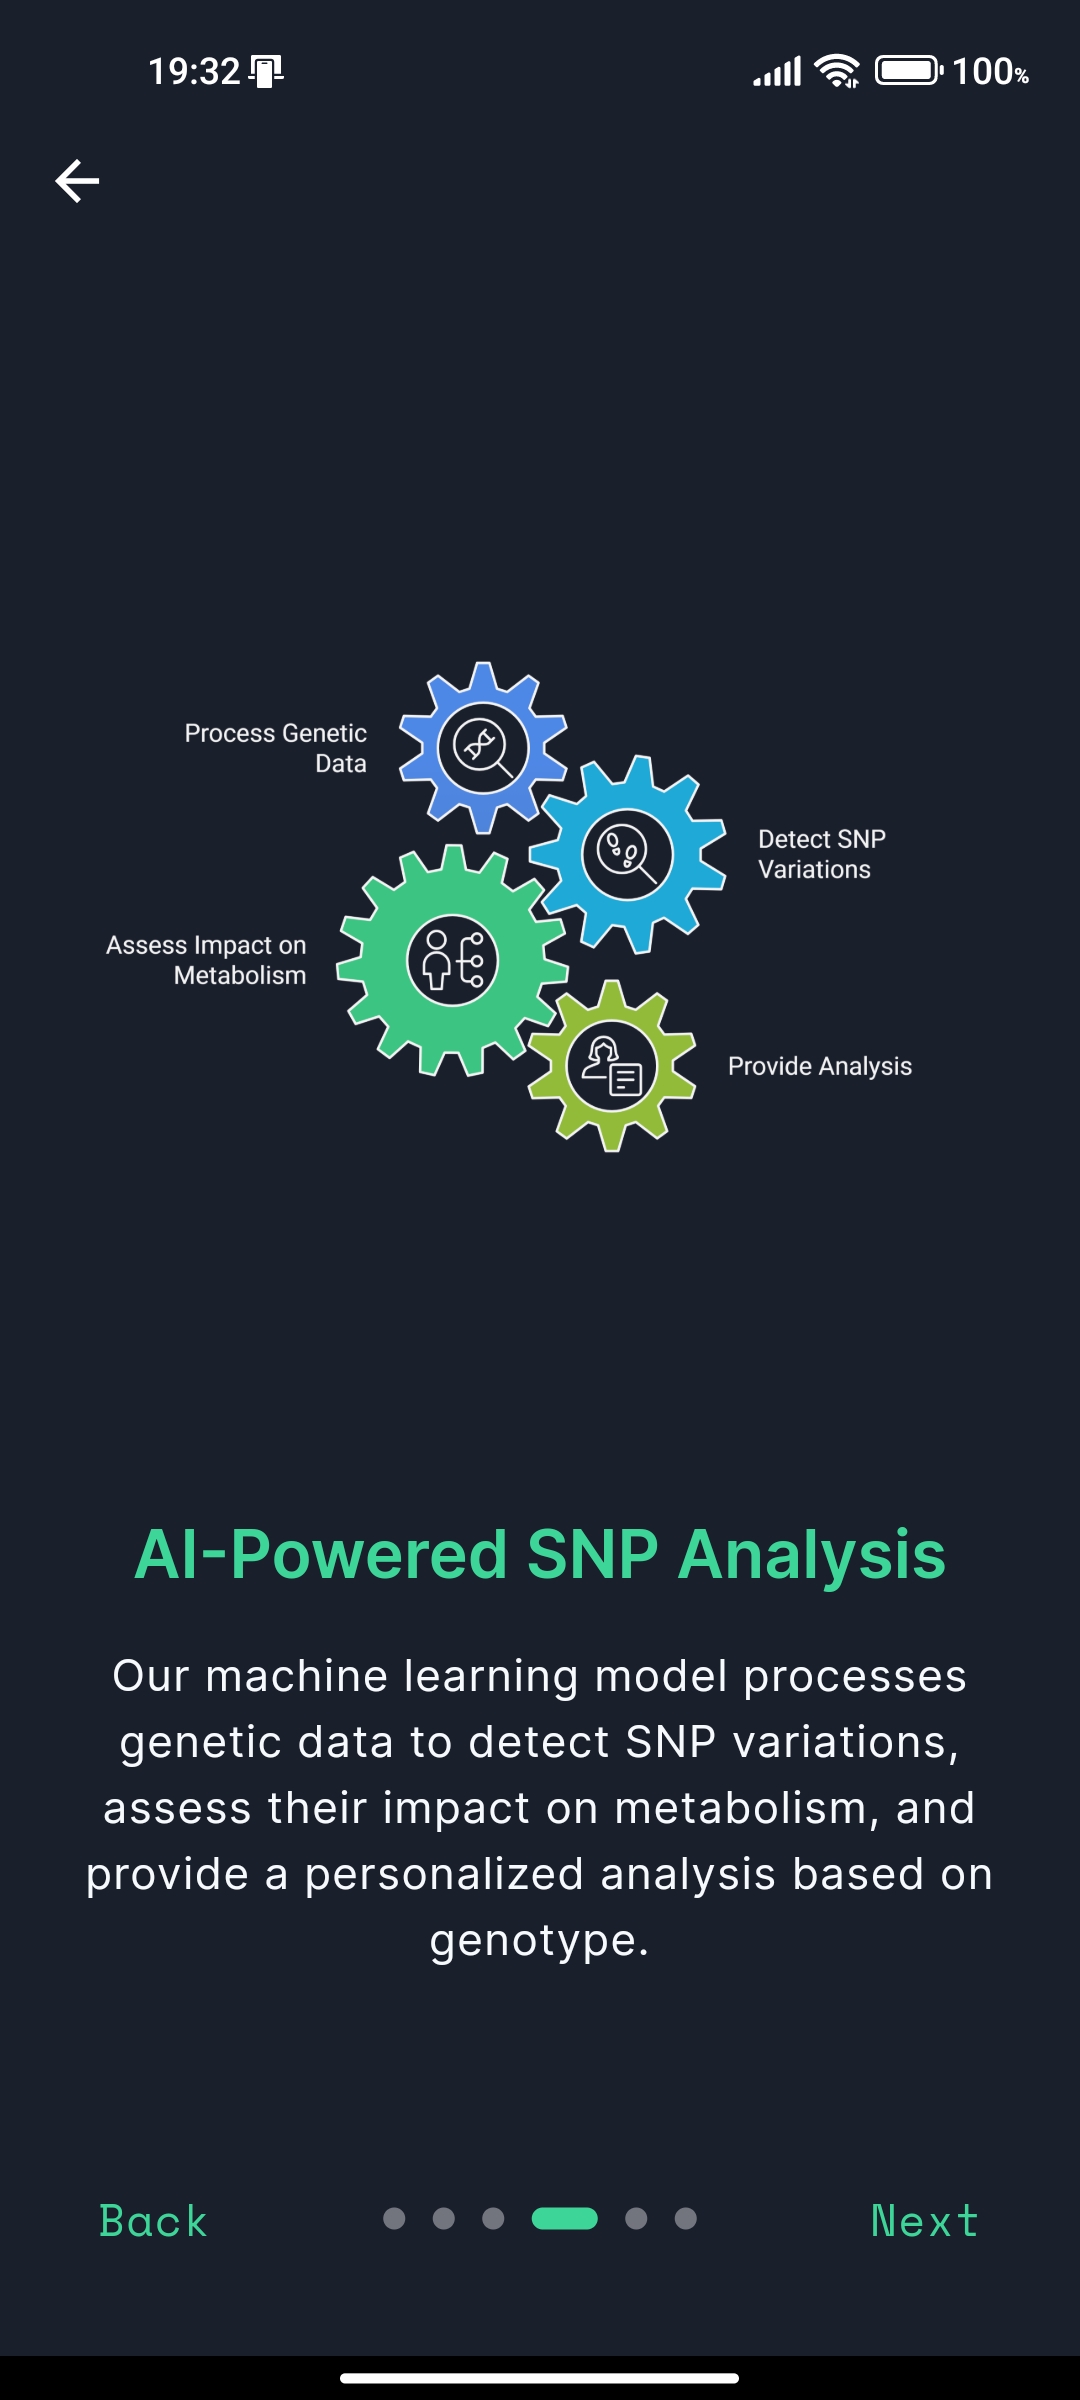 19:32
100%
Process Genetic
Data
Detect SNP
Variations
Assess Impact on
Metabolism
Provide Analysis
AI-Powered SNP Analysis
Our machine learning model processes
genetic data to detect SNP variations,
assess their impact on metabolism, and
provide a personalized analysis based on
genotype.
Back
Next